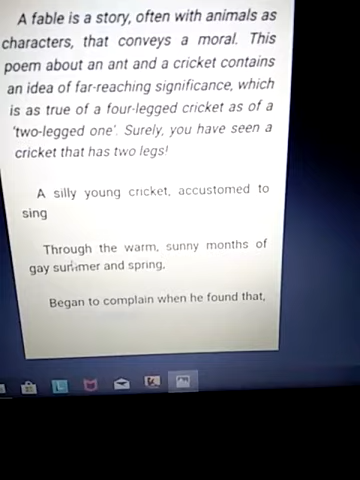 A fable is a story, often with animals as
characters, that conveys a moral. This
poem about an ant and a cricket contains
an idea of far-reaching significance, which
is as true of a four-legged cricket as of a
'two-legged one'. Surely, you have seen a
cricket that has two legs!
A silly young cricket, accustomed to
sing
Through the warm, sunny months of
gay summer and spring,
Began to complain when he found that,